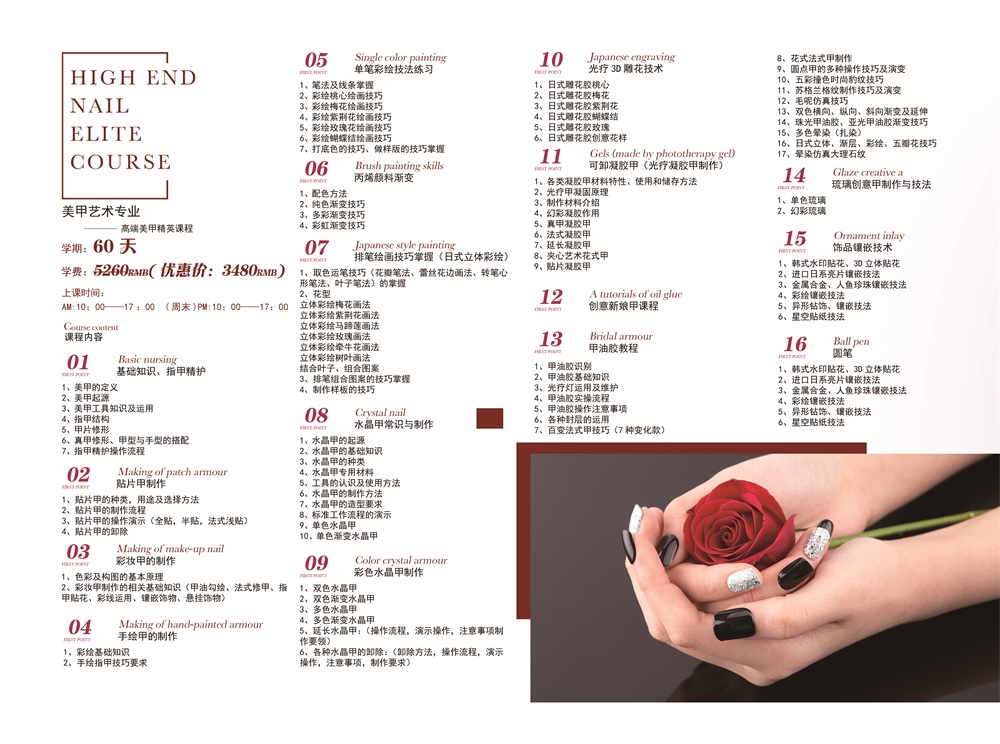 HIGH END
NAIL
ELITE
COURSE
美甲艺术专业
——— 高端美甲精英课程
学期：60 天
学费：5260RMB（优惠价：3480RMB）
上课时间：
AM:10：00——17：00 （周末）PM:10：00——17：00
Course content
课程内容
01 Basic nursing
FIRST POINT 基础知识、指甲精护
1、美甲的定义
2、美甲起源
3、美甲工具知识及运用
4、指甲结构
5、甲片修形
6、真甲修形、甲型与手型的搭配
7、指甲精护操作流程
02 Making of patch armour
FIRST POINT 贴片甲制作
1、贴片甲的种类，用途及选择方法
2、贴片甲的制作流程
3、贴片甲的操作演示（全贴，半贴，法式浅贴）
4、贴片甲的卸除
03 Making of make-up nail
FIRST POINT 彩妆甲的制作
1、色彩及构图的基本原理
2、彩妆甲制作的相关基础知识（甲油勾绘、法式修甲、指
甲贴花、彩线运用、镶嵌饰物、悬挂饰物）
04 Making of hand-painted armour
FIRST POINT 手绘甲的制作
1、彩绘基础知识
2、手绘指甲技巧要求
05 Single color painting
FIRST POINT 单笔彩绘技法练习
1、笔法及线条掌握
2、彩绘桃心绘画技巧
3、彩绘梅花绘画技巧
4、彩绘紫荆花绘画技巧
5、彩绘玫瑰花绘画技巧
6、彩绘蝴蝶结绘画技巧
7、打底色的技巧、做样版的技巧掌握
06 Brush painting skills
FIRST POINT 丙烯颜料渐变
1、配色方法
2、纯色渐变技巧
3、多彩渐变技巧
4、彩虹渐变技巧
07 Japanese style painting
FIRST POINT 排笔绘画技巧掌握（日式立体彩绘）
1、取色运笔技巧（花瓣笔法、蕾丝花边画法、转笔心
形笔法、叶子笔法）的掌握
2、花型
立体彩绘梅花画法
立体彩绘紫荆花画法
立体彩绘马蹄莲画法
立体彩绘玫瑰画法
立体彩绘牵牛花画法
立体彩绘树叶画法
结合叶子、组合图案
3、排笔组合图案的技巧掌握
4、制作样板的技巧
08 Crystal nail
FIRST POINT 水晶甲常识与制作
1、水晶甲的起源
2、水晶甲的基础知识
3、水晶甲的种类
4、水晶甲专用材料
5、工具的认识及使用方法
6、水晶甲的制作方法
7、水晶甲的造型要求
8、标准工作流程的演示
9、单色水晶甲
10、单色渐变水晶甲
09 Color crystal armour
FIRST POINT 彩色水晶甲制作
1、双色水晶甲
2、双色渐变水晶甲
3、多色水晶甲
4、多色渐变水晶甲
5、延长水晶甲：（操作流程，演示操作，注意事项制
作要领）
6、各种水晶甲的卸除：（卸除方法，操作流程，演示
操作，注意事项，制作要求）
10 Japanese engraving
FIRST POINT 光疗 3D 雕花技术
1、日式雕花胶桃心
2、日式雕花胶梅花
3、日式雕花胶紫荆花
4、日式雕花胶蝴蝶结
5、日式雕花胶玫瑰
6、日式雕花胶创意花样
11 Gels (made by phototherapy gel)
FIRST POINT 可卸凝胶甲（光疗凝胶甲制作）
1、各类凝胶甲材料特性、使用和储存方法
2、光疗甲凝固原理
3、制作材料介绍
4、幻彩凝胶作用
5、真甲凝胶甲
6、法式凝胶甲
7、延长凝胶甲
8、夹心艺术花式甲
9、贴片凝胶甲
12 A tutorials of oil glue
FIRST POINT 创意新娘甲课程
13 Bridal armour
FIRST POINT 甲油胶教程
1、甲油胶识别
2、甲油胶基础知识
3、光疗灯运用及维护
4、甲油胶实操流程
5、甲油胶操作注意事项
6、各种封层的运用
7、百变法式甲技巧（7 种变化款）
8、花式法式甲制作
9、圆点甲的多种操作技巧及演变
10、五彩撞色时尚豹纹技巧
11、苏格兰格纹制作技巧及演变
12、毛呢仿真技巧
13、双色横向、纵向、斜向渐变及延伸
14、珠光甲油胶、亚光甲油胶渐变技巧
15、多色晕染（扎染）
16、日式立体、渐层、彩绘、五瓣花技巧
17、晕染仿真大理石纹
14 Glaze creative a
FIRST POINT 琉璃创意甲制作与技法
1、单色琉璃
2、幻彩琉璃
15 Ornament inlay
FIRST POINT 饰品镶嵌技术
1、韩式水印贴花、3D 立体贴花
2、进口日系亮片镶嵌技法
3、金属合金、人鱼珍珠镶嵌技法
4、彩绘镶嵌技法
5、异形钻饰、镶嵌技法
6、星空贴纸技法
16 Ball pen
FIRST POINT 圆笔
1、韩式水印贴花、3D 立体贴花
2、进口日系亮片镶嵌技法
3、金属合金、人鱼珍珠镶嵌技法
4、彩绘镶嵌技法
5、异形钻饰、镶嵌技法
6、星空贴纸技法